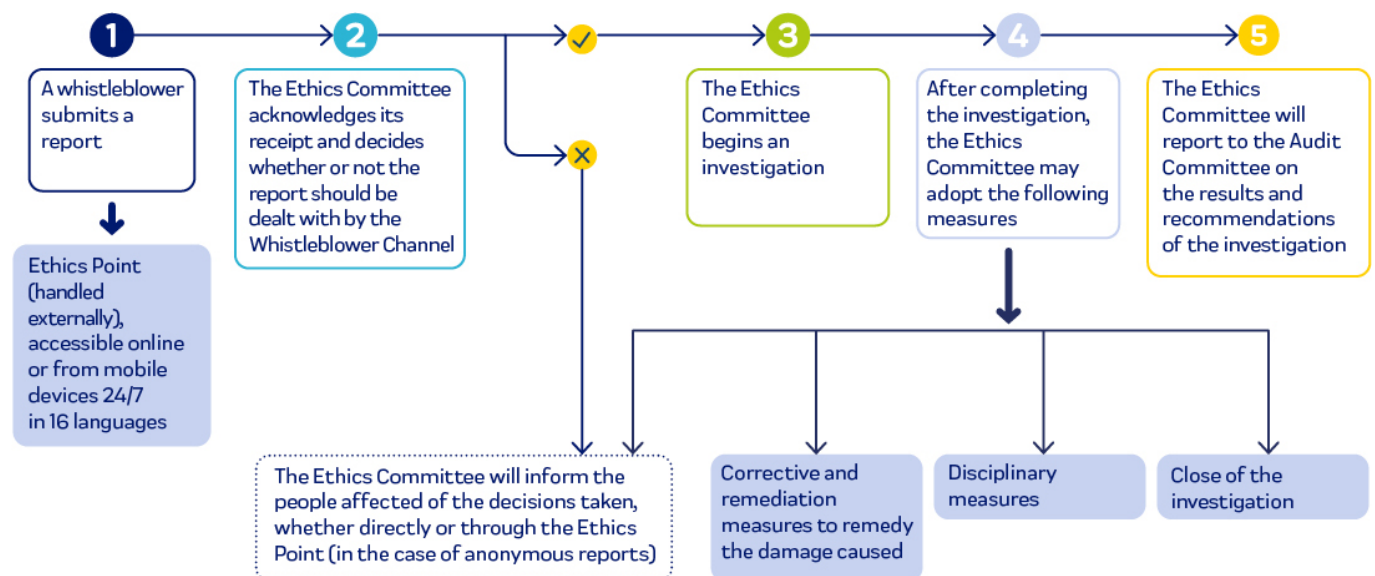 1
2
3
4
5
A whistleblower
submits a
report
The Ethics Committee
acknowledges its
receipt and decides
whether or not the
report should be
dealt with by the
Whistleblower Channel
The Ethics
Committee
begins an
investigation
After completing
the investigation,
the Ethics
Committee may
adopt the following
measures
The Ethics
Committee will
report to the Audit
Committee on
the results and
recommendations
of the investigation
Ethics Point
(handled
externally),
accessible online
or from mobile
devices 24/7
in 16 languages
The Ethics Committee will inform the
people affected of the decisions taken,
whether directly or through the Ethics
Point (in the case of anonymous reports)
Corrective and
remediation
measures to remedy
the damage caused
Disciplinary
measures
Close of the
investigation